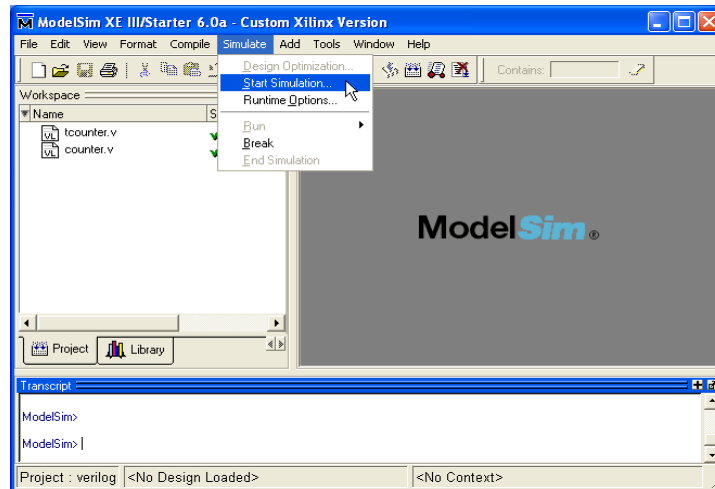 ModelSim XE III/Starter 6.0a - Custom Xilinx Version
File Edit View Format Compile Simulate Add Tools Window Help
Design Optimization...
Contains:
Start Simulation...
Workspace
Runtime Options...
Name S
Run
tcounter.v
Break
counter.v
End Simulation
ModelSim ®
Project Library
Transcript
ModelSim>
ModelSim>
Project : verilog <No Design Loaded> <No Context>